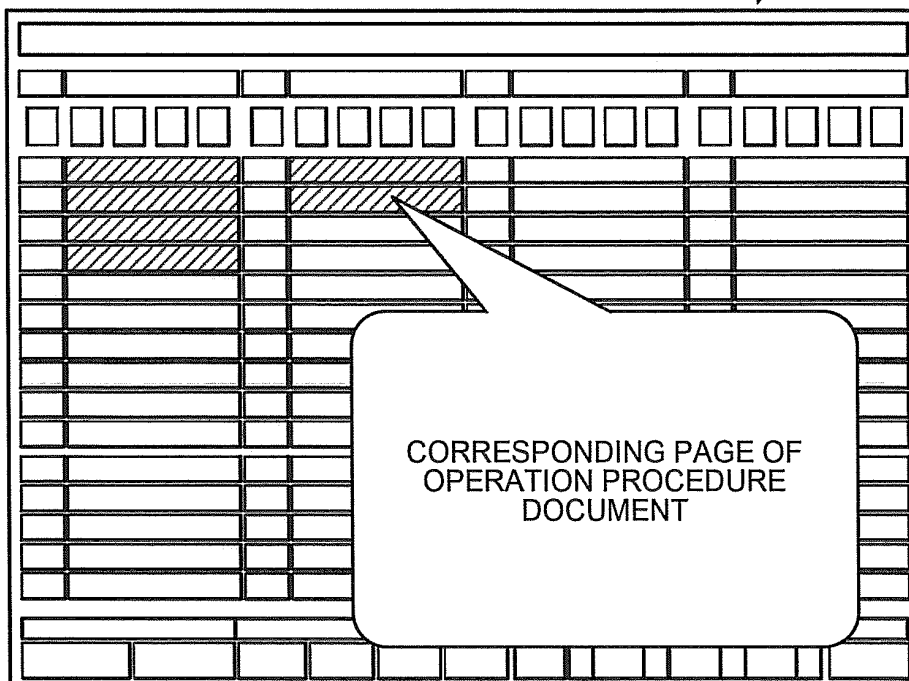 CORRESPONDING PAGE OF
OPERATION PROCEDURE
DOCUMENT